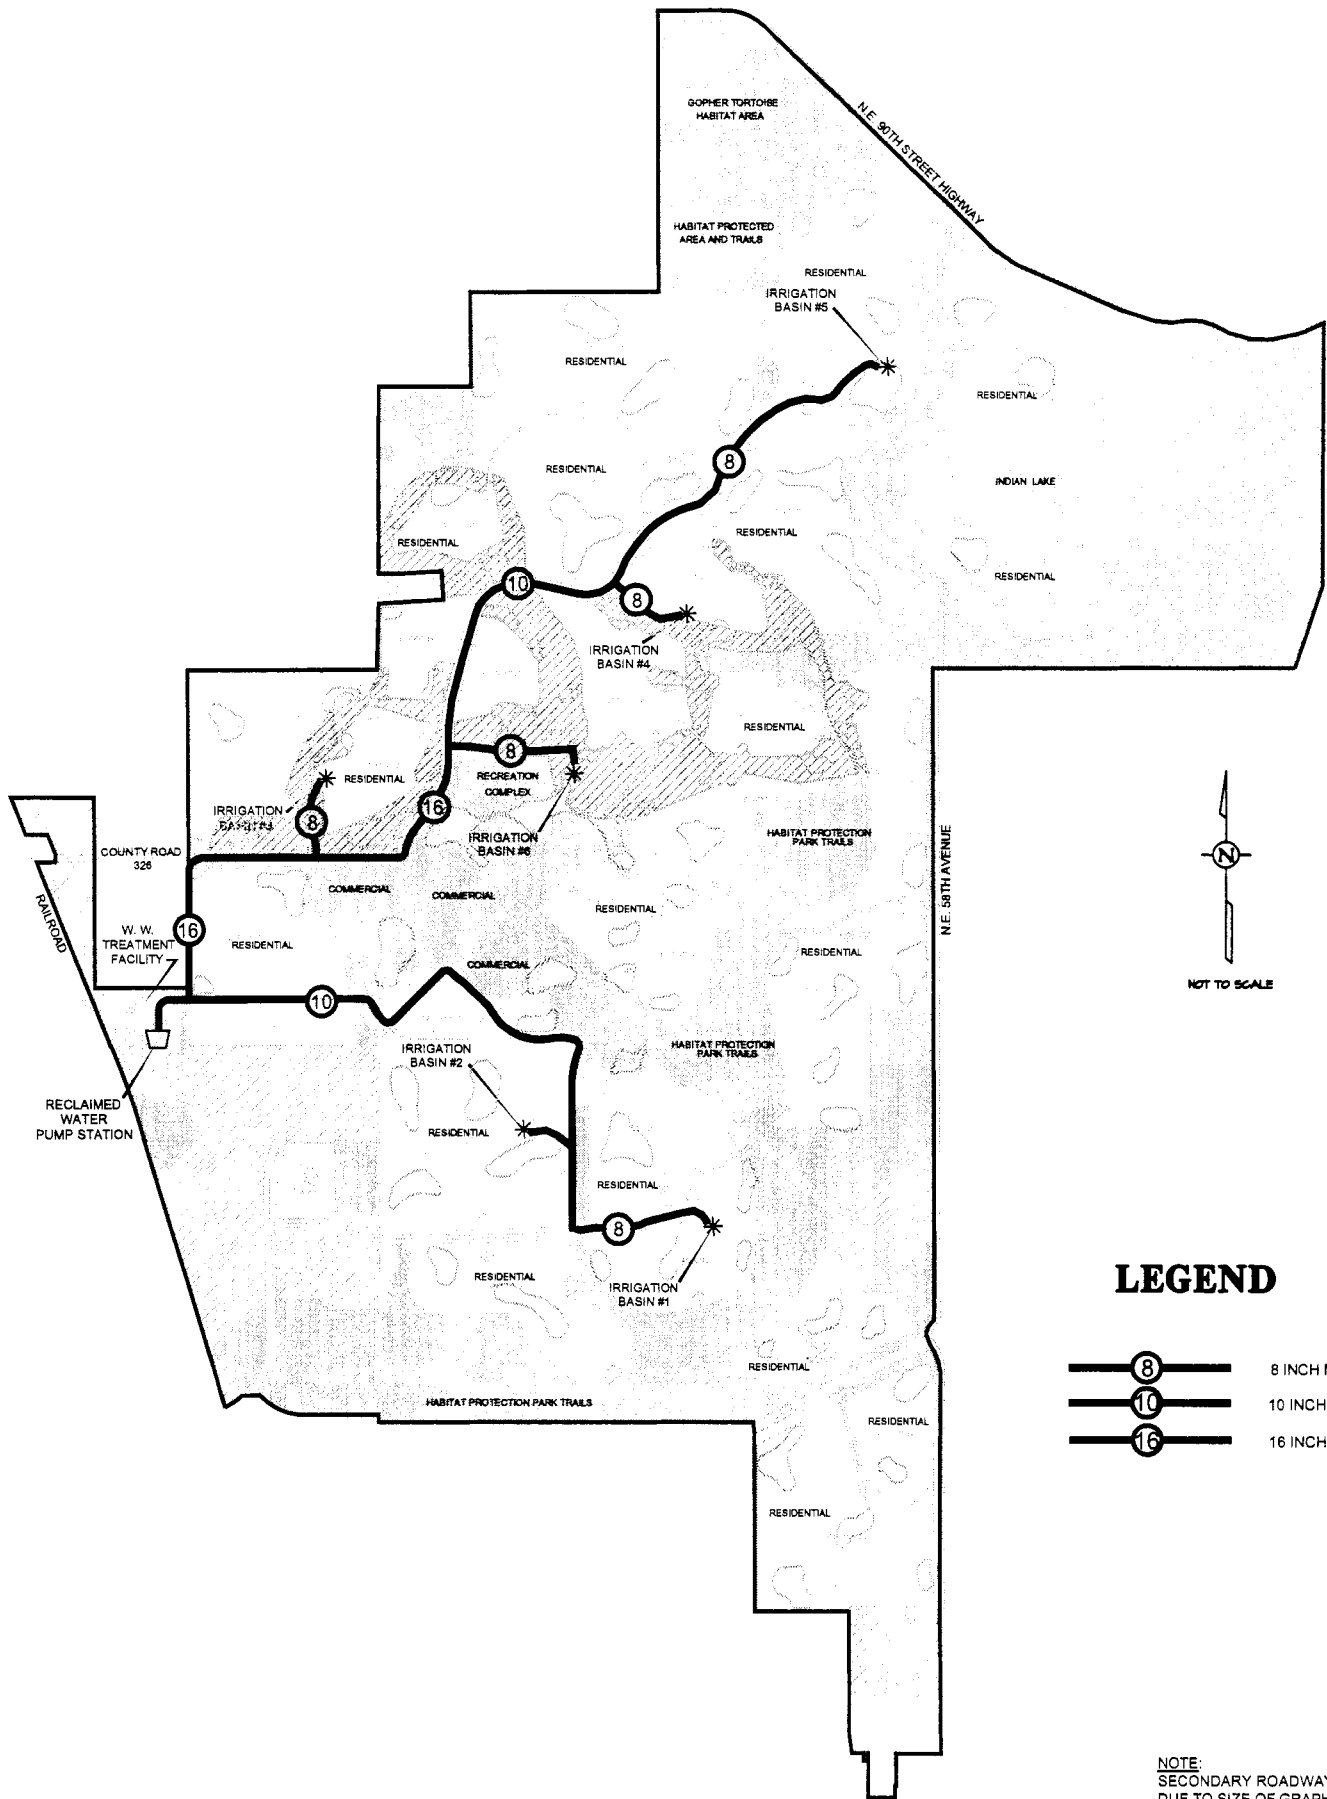 GOPHER TORTOISE
HABITAT AREA
N.E. 90TH STREET HIGHWAY
HABITAT PROTECTED
AREA AND TRAILS
RESIDENTIAL
IRRIGATION
BASIN #5
RESIDENTIAL
RESIDENTIAL
8
RESIDENTIAL
INDIAN LAKE
RESIDENTIAL
RESIDENTIAL
10
8
RESIDENTIAL
IRRIGATION
BASIN #4
RESIDENTIAL
8
RESIDENTIAL
RECREATION
COMPLEX
16
IRRIGATION
8
IRRIGATION
BASIN #6
HABITAT PROTECTION
PARK TRAILS
N.E. 58TH AVENUE
N
NOT TO SCALE
COUNTY ROAD
326
RAILROAD
COMMERCIAL
COMMERCIAL
RESIDENTIAL
16
W. W.
TREATMENT
FACILITY
RESIDENTIAL
RESIDENTIAL
COMMERCIAL
10
IRRIGATION
BASIN #2
HABITAT PROTECTION
PARK TRAILS
RECLAIMED
WATER
PUMP STATION
RESIDENTIAL
RESIDENTIAL
8
RESIDENTIAL
IRRIGATION
BASIN #1
LEGEND
8 8 INCH
10 10 INCH
16 16 INCH
RESIDENTIAL
HABITAT PROTECTION PARK TRAILS
RESIDENTIAL
RESIDENTIAL
NOTE:
SECONDARY ROADWAY
DUE TO SIZE OF GRAPH